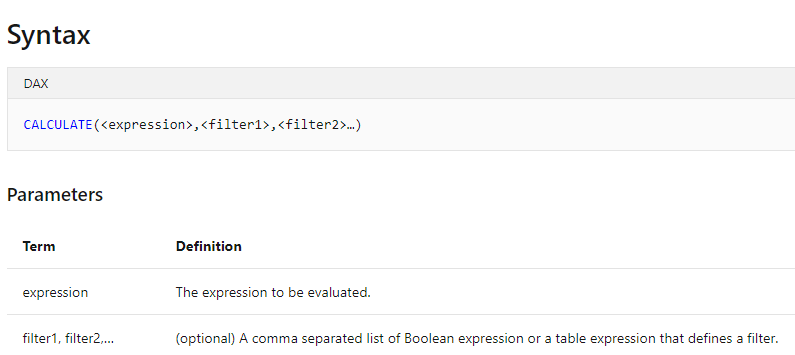 Syntax
DAX
CALCULATE(<expression>,<filter1>,<filter2>…)
Parameters
Term Definition
expression The expression to be evaluated.
filter1, filter2,… (optional) A comma separated list of Boolean expression or a table expression that defines a filter.